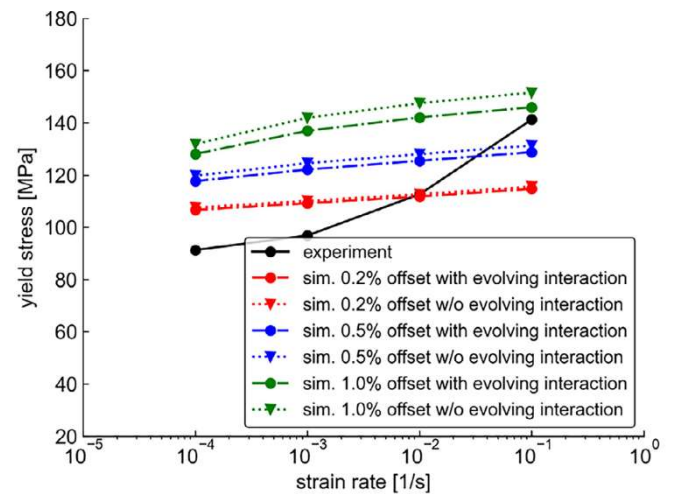 180
160
140
120
100
80
60
40
20
yield stress [MPa]
experiment
sim. 0.2% offset with evolving interaction
sim. 0.2% offset w/o evolving interaction
sim. 0.5% offset with evolving interaction
sim. 0.5% offset w/o evolving interaction
sim. 1.0% offset with evolving interaction
sim. 1.0% offset w/o evolving interaction
10⁻⁵ 10⁻⁴ 10⁻³ 10⁻² 10⁻¹ 10⁰
strain rate [1/s]